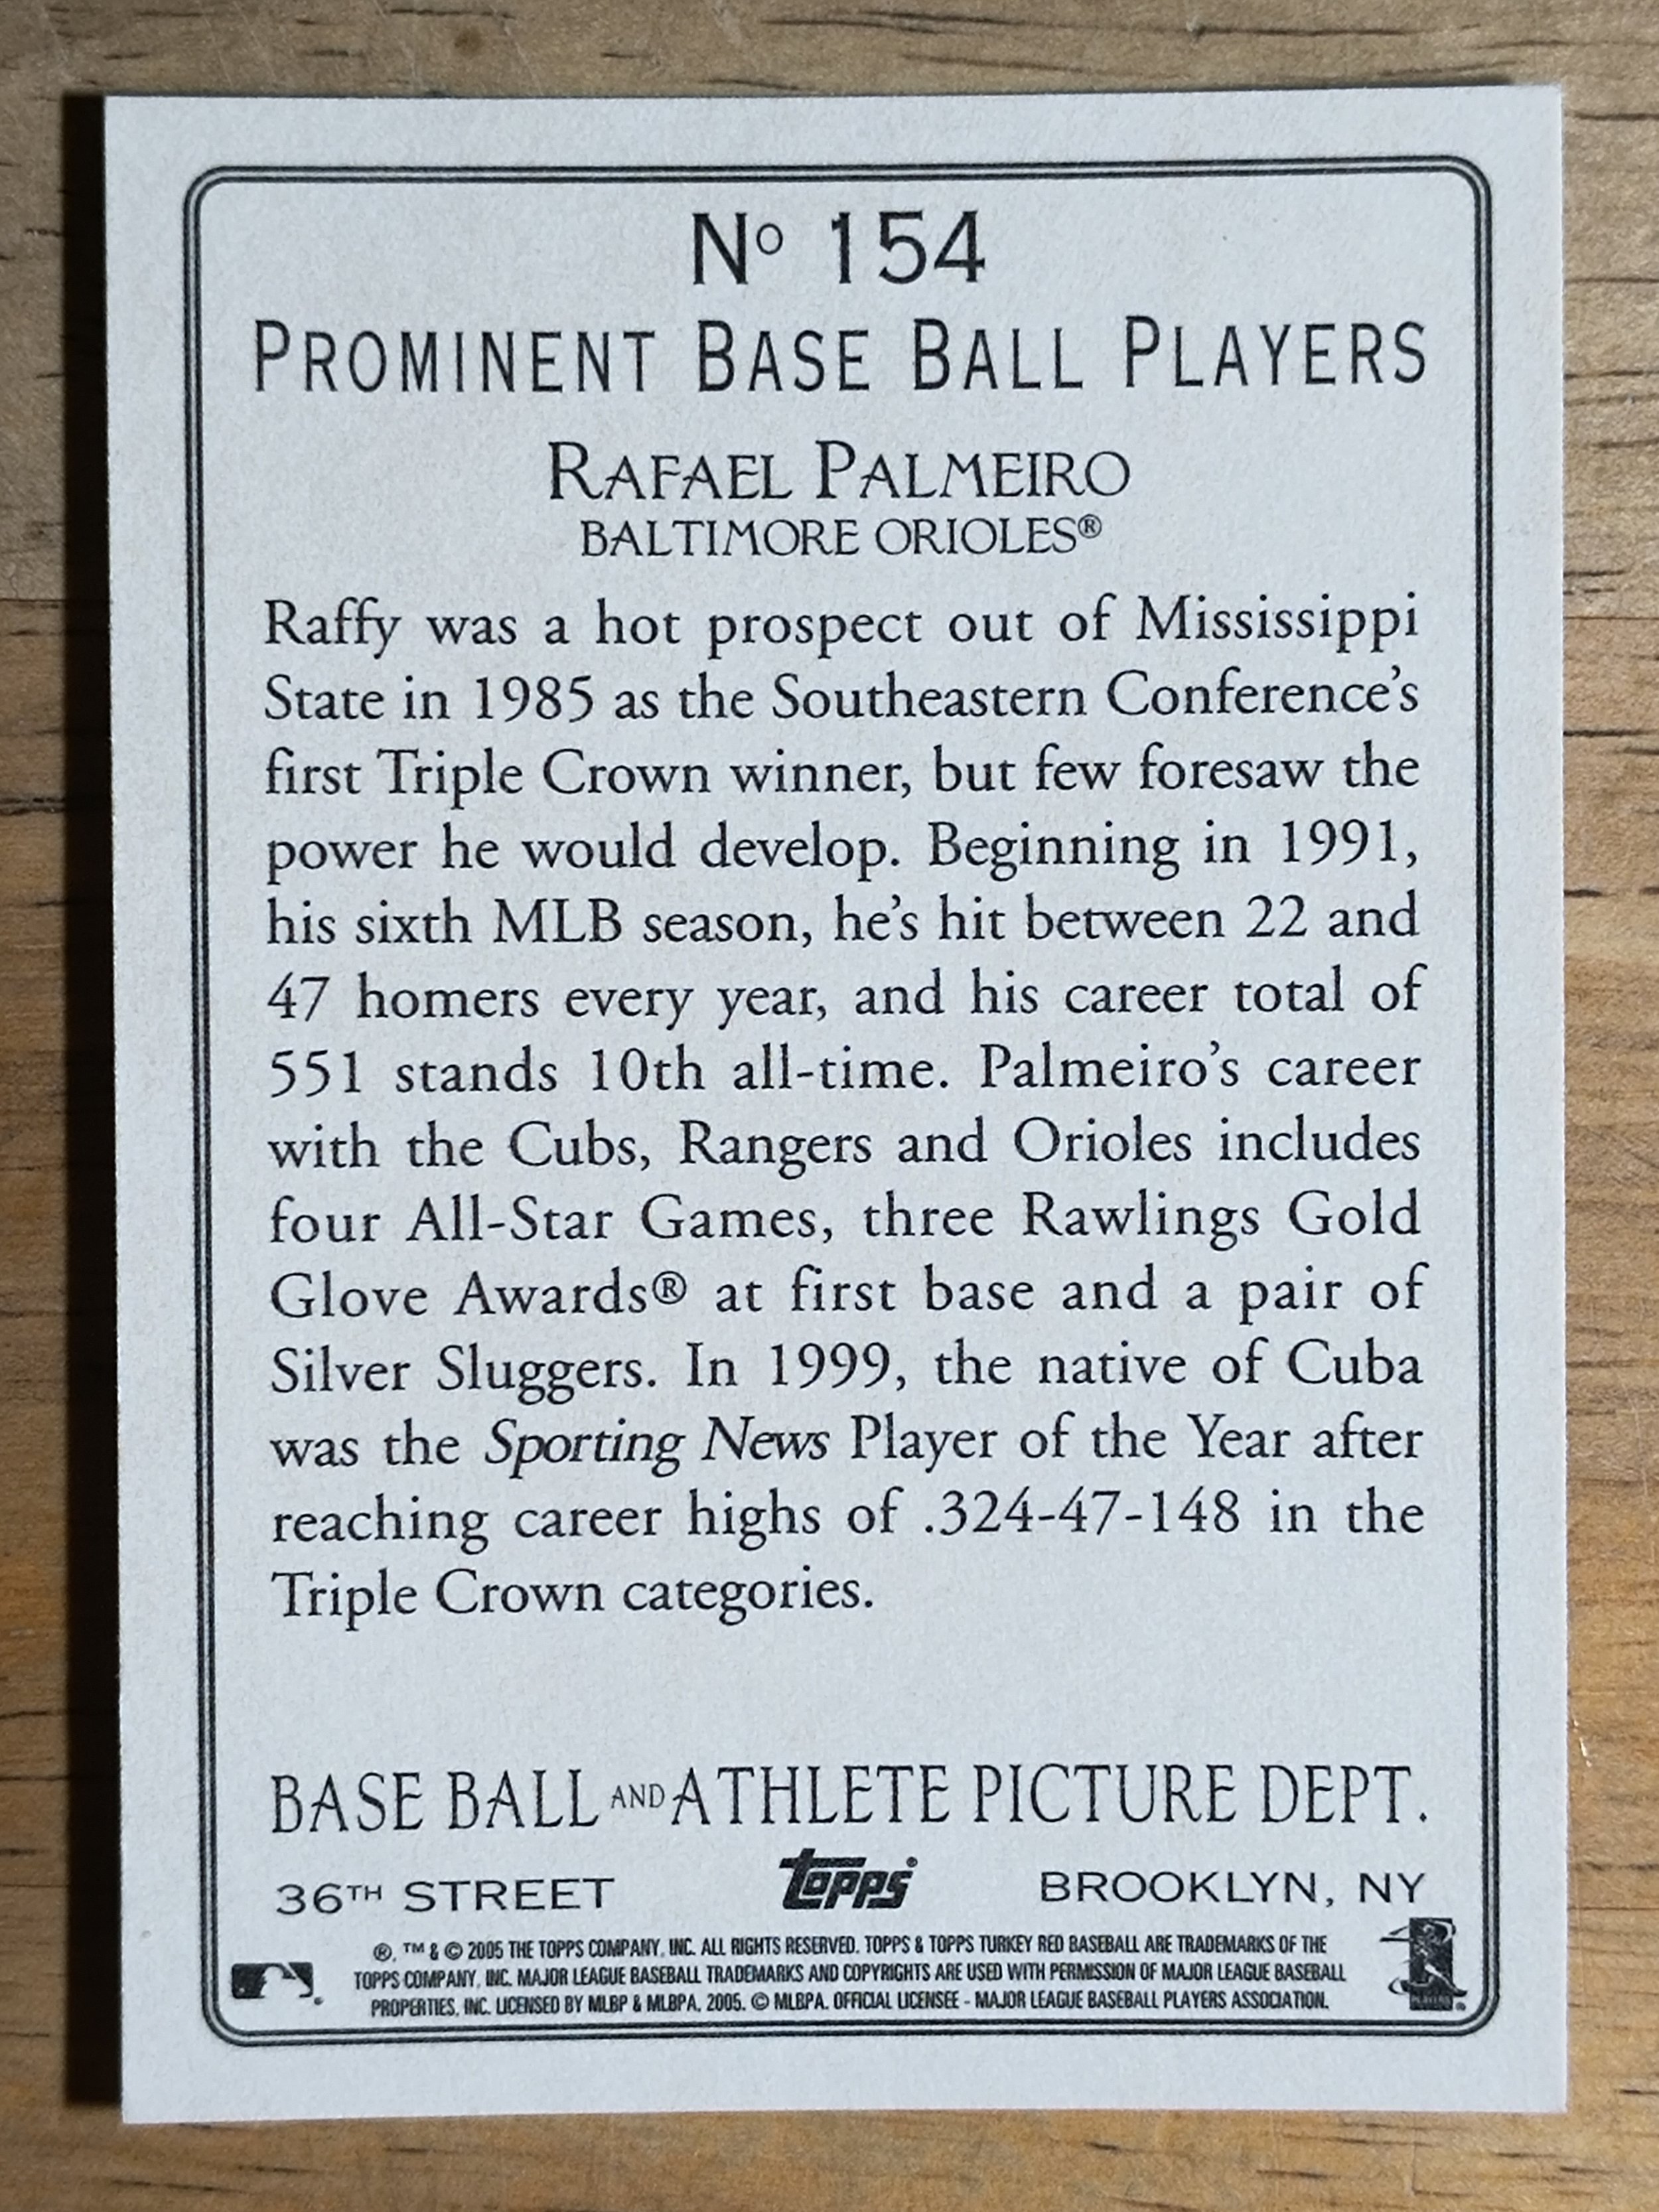 Nº 154
PROMINENT BASE BALL PLAYERS
RAFAEL PALMEIRO
BALTIMORE ORIOLES®
Raffy was a hot prospect out of Mississippi
State in 1985 as the Southeastern Conference's
first Triple Crown winner, but few foresaw the
power he would develop. Beginning in 1991,
his sixth MLB season, he's hit between 22 and
47 homers every year, and his career total of
551 stands 10th all-time. Palmeiro's career
with the Cubs, Rangers and Orioles includes
four All-Star Games, three Rawlings Gold
Glove Awards® at first base and a pair of
Silver Sluggers. In 1999, the native of Cuba
was the Sporting News Player of the Year after
reaching career highs of .324-47-148 in the
Triple Crown categories.
BASE BALL AND ATHLETE PICTURE DEPT.
36TH STREET topps® BROOKLYN, NY
®, ™ & © 2005 THE TOPPS COMPANY, INC. ALL RIGHTS RESERVED. TOPPS & TOPPS TURKEY RED BASEBALL ARE TRADEMARKS OF THE
TOPPS COMPANY, INC. MAJOR LEAGUE BASEBALL TRADEMARKS AND COPYRIGHTS ARE USED WITH PERMISSION OF MAJOR LEAGUE BASEBALL
PROPERTIES, INC. LICENSED BY MLBP & MLBPA, 2005. © MLBPA. OFFICIAL LICENSEE - MAJOR LEAGUE BASEBALL PLAYERS ASSOCIATION.